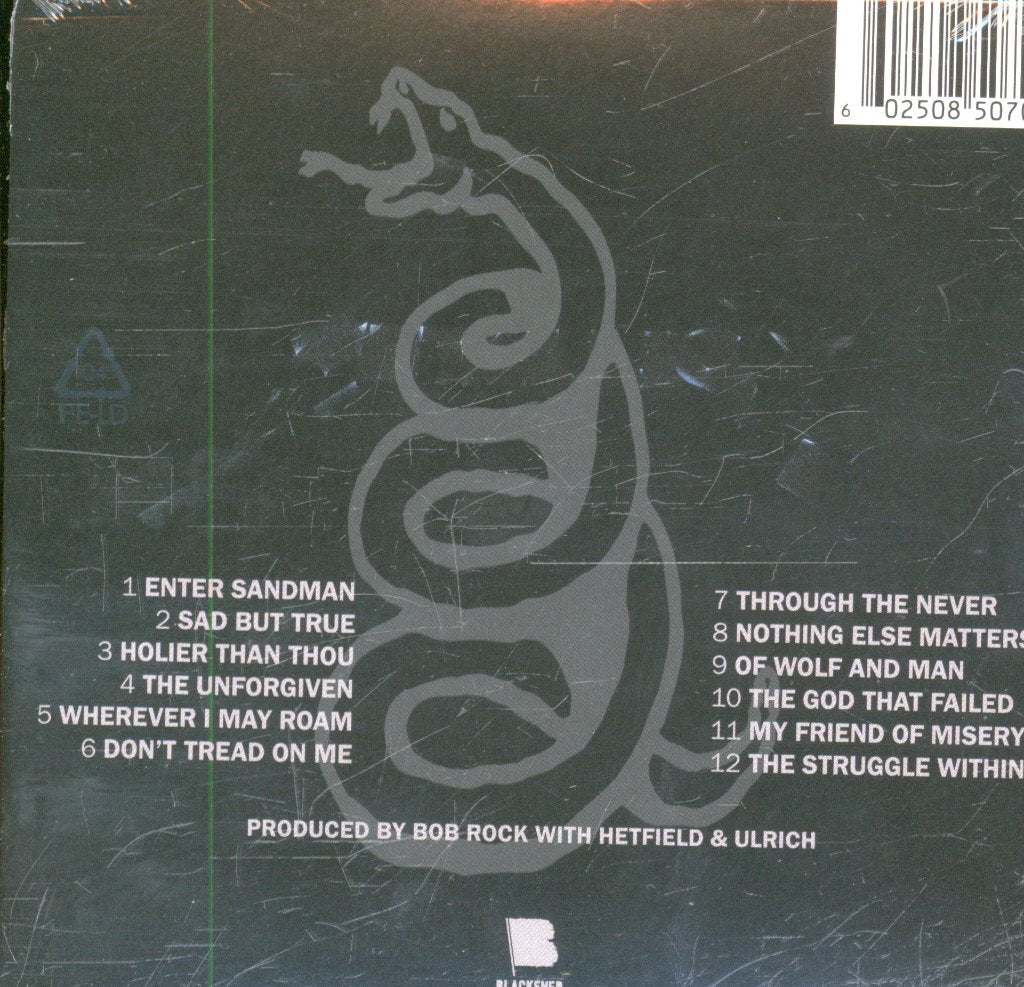 6 02508 5070
04
1 ENTER SANDMAN
2 SAD BUT TRUE
3 HOLIER THAN THOU
4 THE UNFORGIVEN
5 WHEREVER I MAY ROAM
6 DON'T TREAD ON ME
7 THROUGH THE NEVER
8 NOTHING ELSE MATTERS
9 OF WOLF AND MAN
10 THE GOD THAT FAILED
11 MY FRIEND OF MISERY
12 THE STRUGGLE WITHIN
PRODUCED BY BOB ROCK WITH HETFIELD & ULRICH
B
BLACKENED